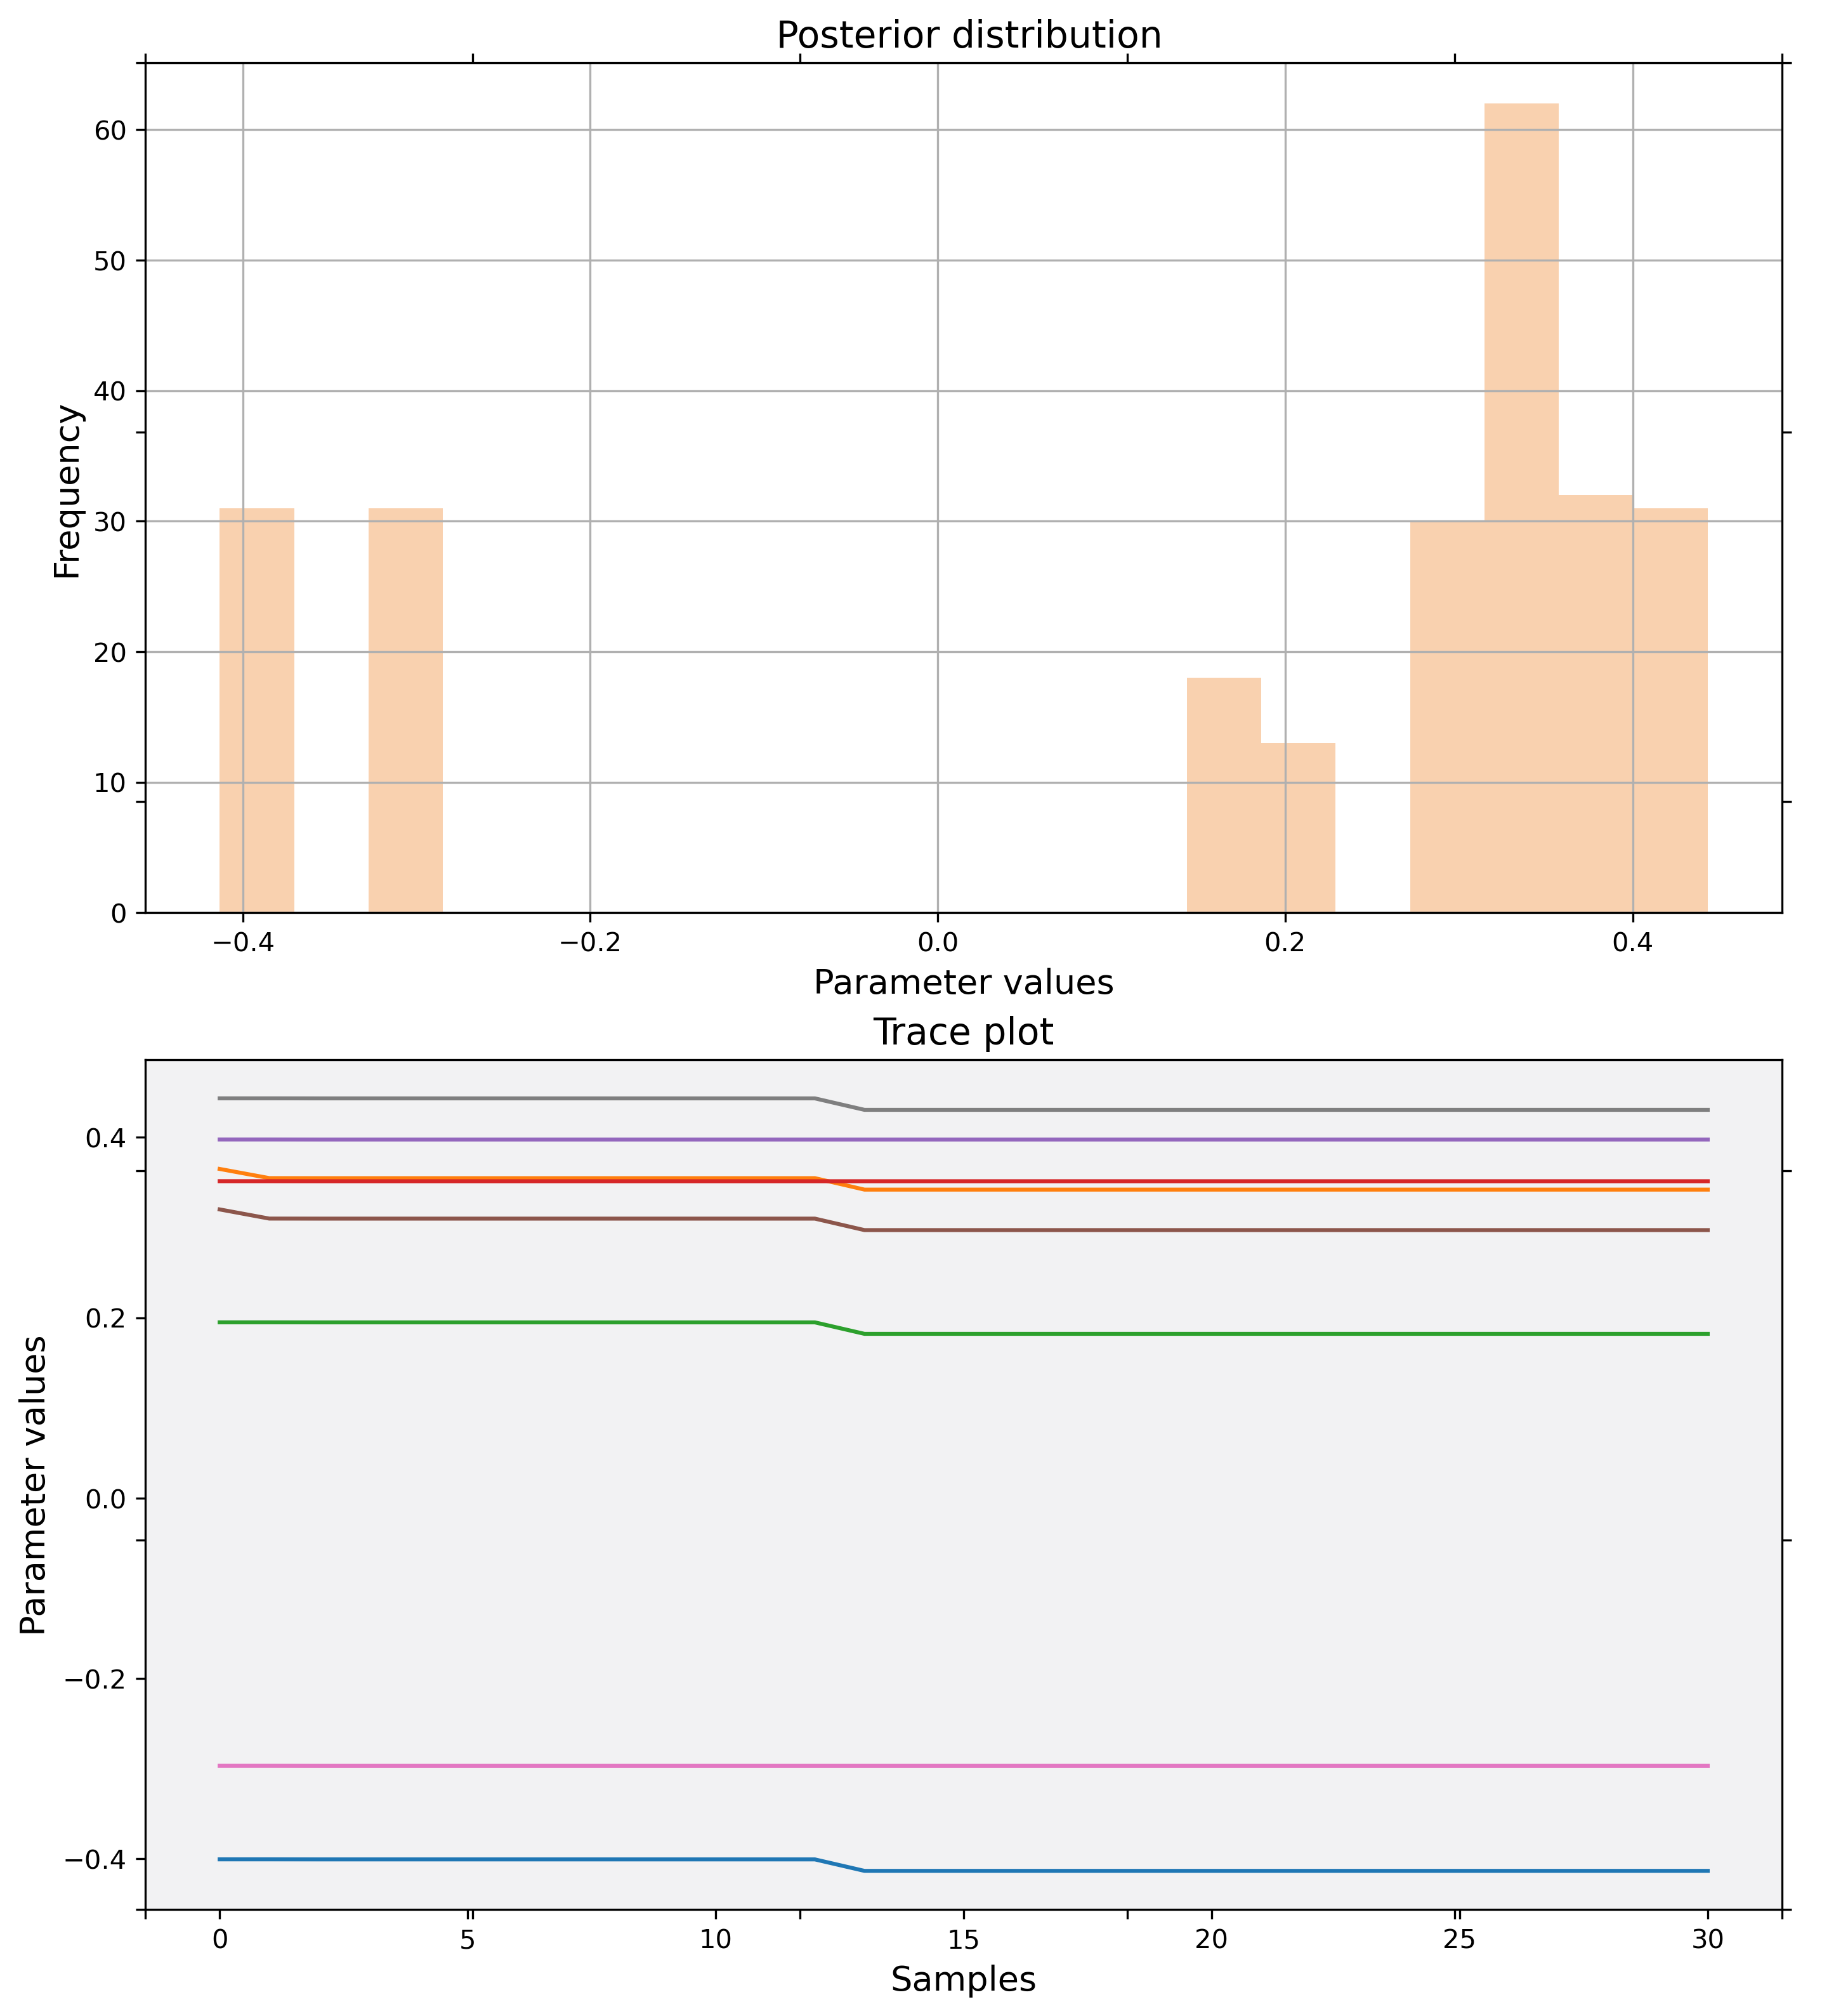 Posterior distribution
60
50
40
30
20
10
0
Frequency
−0.4 −0.2 0.0 0.2 0.4
Parameter values
Trace plot
0.4
0.2
0.0
−0.2
−0.4
Parameter values
0 5 10 15 20 25 30
Samples